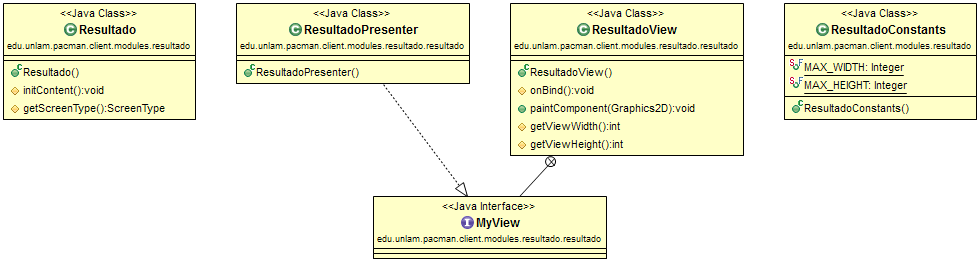 <<Java Class>>
Resultado
edu.unlam.pacman.client.modules.resultado
Resultado()
initContent():void
getScreenType():ScreenType
<<Java Class>>
ResultadoPresenter
edu.unlam.pacman.client.modules.resultado.resultado
ResultadoPresenter()
<<Java Class>>
ResultadoView
edu.unlam.pacman.client.modules.resultado.resultado
ResultadoView()
onBind():void
paintComponent(Graphics2D):void
getViewWidth():int
getViewHeight():int
<<Java Class>>
ResultadoConstants
edu.unlam.pacman.client.modules.resultado
MAX_WIDTH: Integer
MAX_HEIGHT: Integer
ResultadoConstants()
<<Java Interface>>
MyView
edu.unlam.pacman.client.modules.resultado.resultado